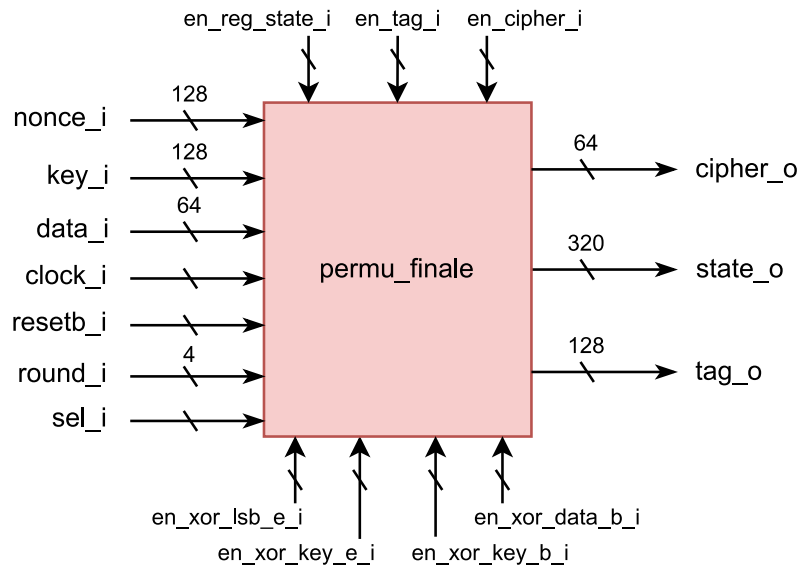 en_reg_state_i en_tag_i en_cipher_i
nonce_i 128
key_i 128
data_i 64
clock_i
resetb_i
round_i 4
sel_i
permu_finale
64 cipher_o
320 state_o
128 tag_o
en_xor_lsb_e_i en_xor_data_b_i
en_xor_key_e_i en_xor_key_b_i